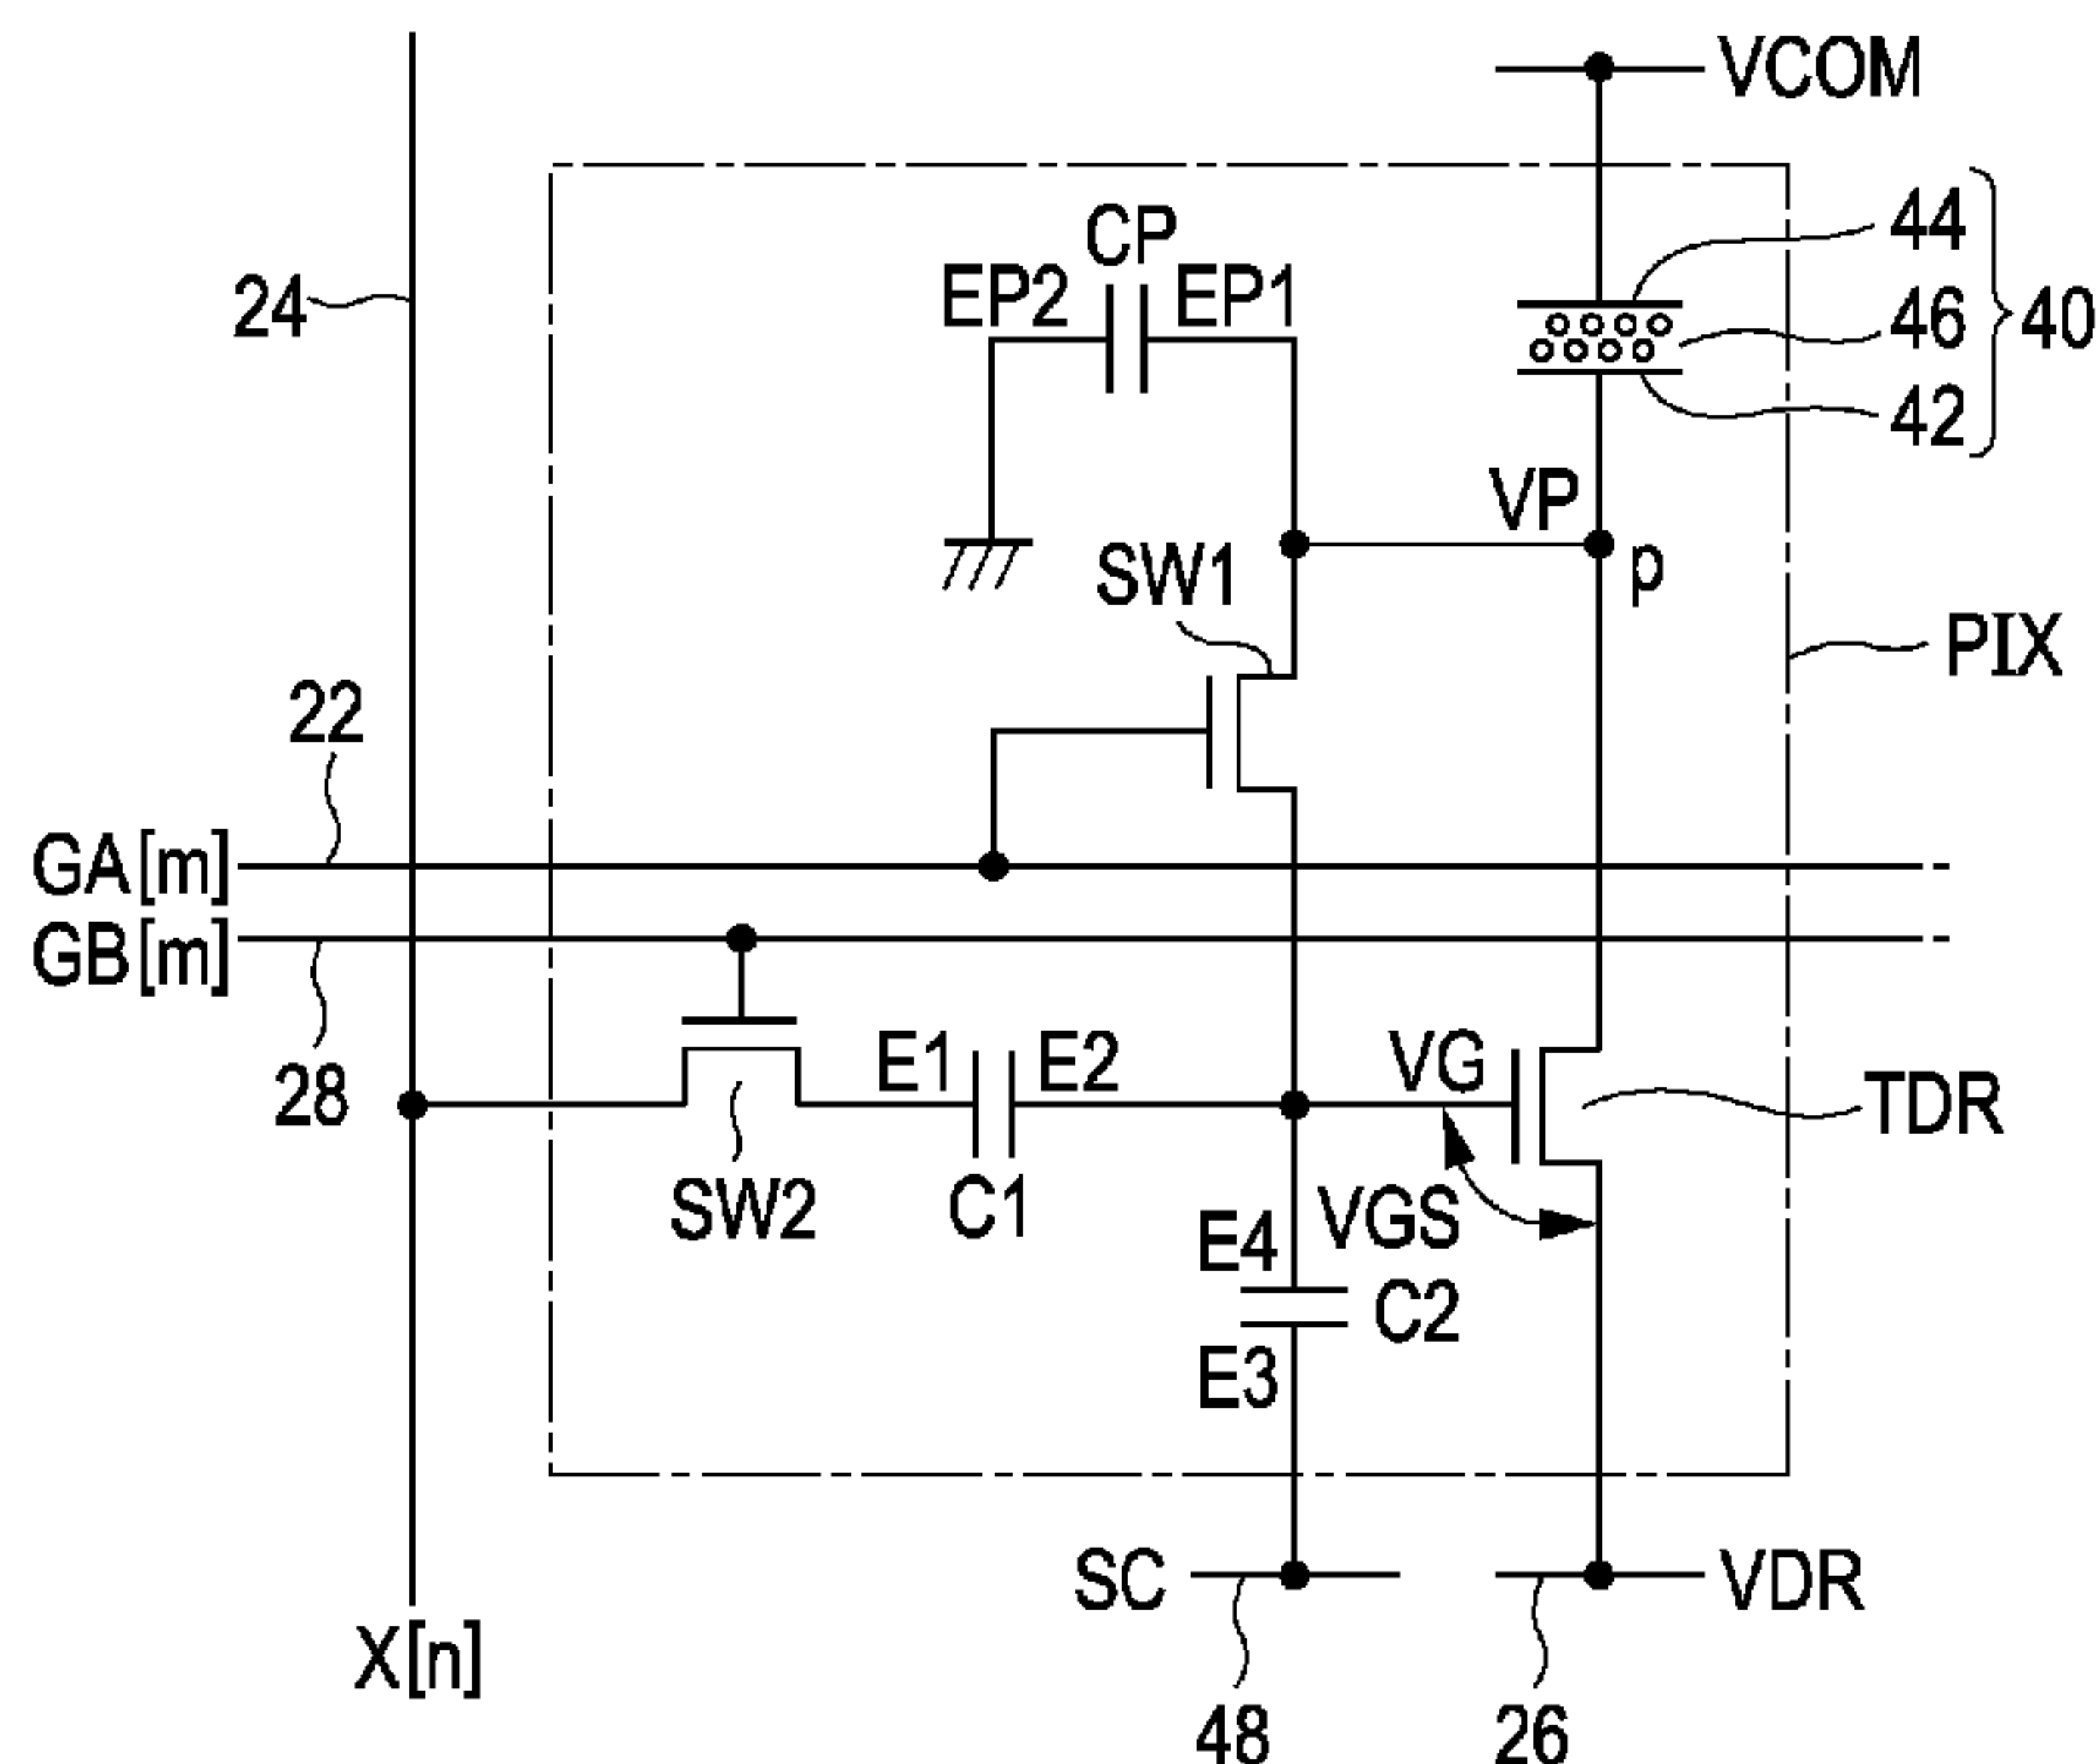 VCOM
44
CP
EP2 EP1
24
46
40
42
VP
p
SW1
PIX
22
GA[m]
GB[m]
28
E1 E2
VG
TDR
SW2
C1
VGS
E4
C2
E3
SC
VDR
X[n]
48
26